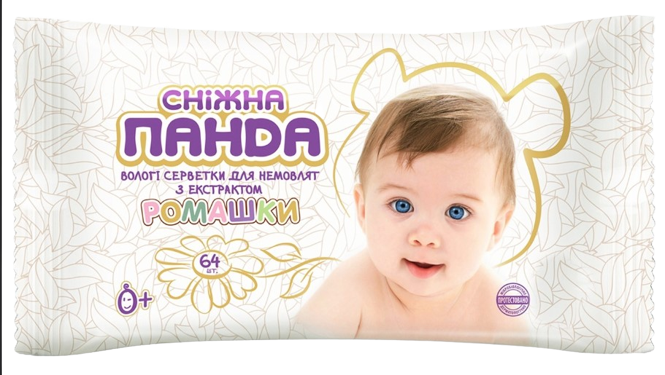 СНІЖНА
ПАНDА
ВОЛОГІ СЕРВЕТКИ ДЛЯ НЕМОВЛЯТ
З ЕКСТРАКТОМ
РОМАШКИ
64
шт.
0+
ПРОТЕСТОВАНО